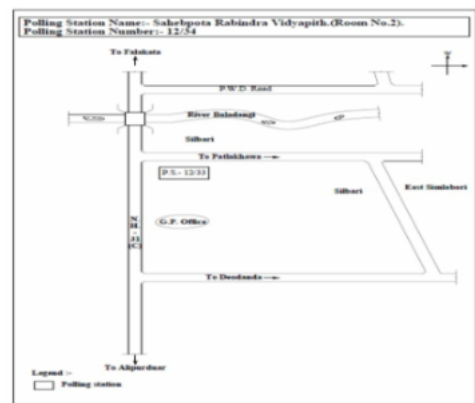 Polling Station Name:- Sahebpota Rabindra Vidyapith.(Room No.2).
Polling Station Number:- 12/34
To Falakata
P.W.D. Road
River Buladangi
Silbari
To Patlakhawa
P.S.- 12/33
East Simlabari
Silbari
N.H.-31(C)
G.P. Office
To Deodanda
To Alipurduar
Legend :-
Polling station